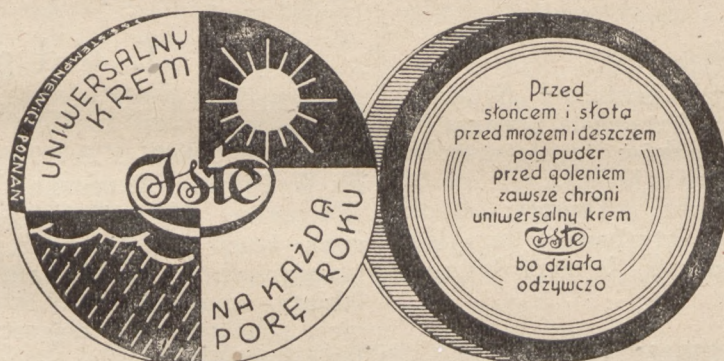 UNIWERSALNY
KREM
Iste
NA KAŻDĄ
PORĘ ROKU
STEMPNIEWICZ POZNAŃ
Przed
słońcem i słotą
przed mrozem i deszczem
pod puder
przed goleniem
zawsze chroni
uniwersalny krem
Iste
bo działa
odżywczo